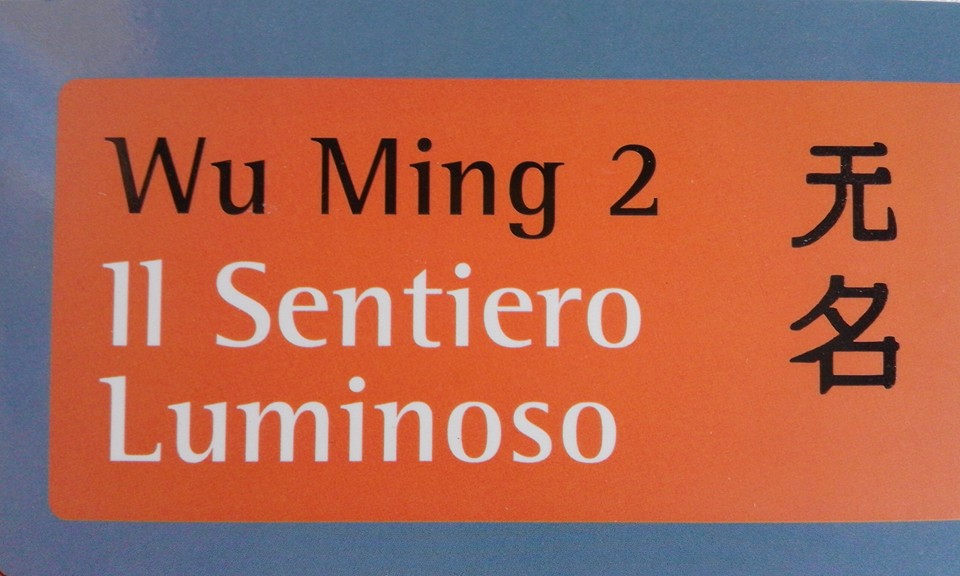 Wu Ming 2
Il Sentiero
Luminoso
无名